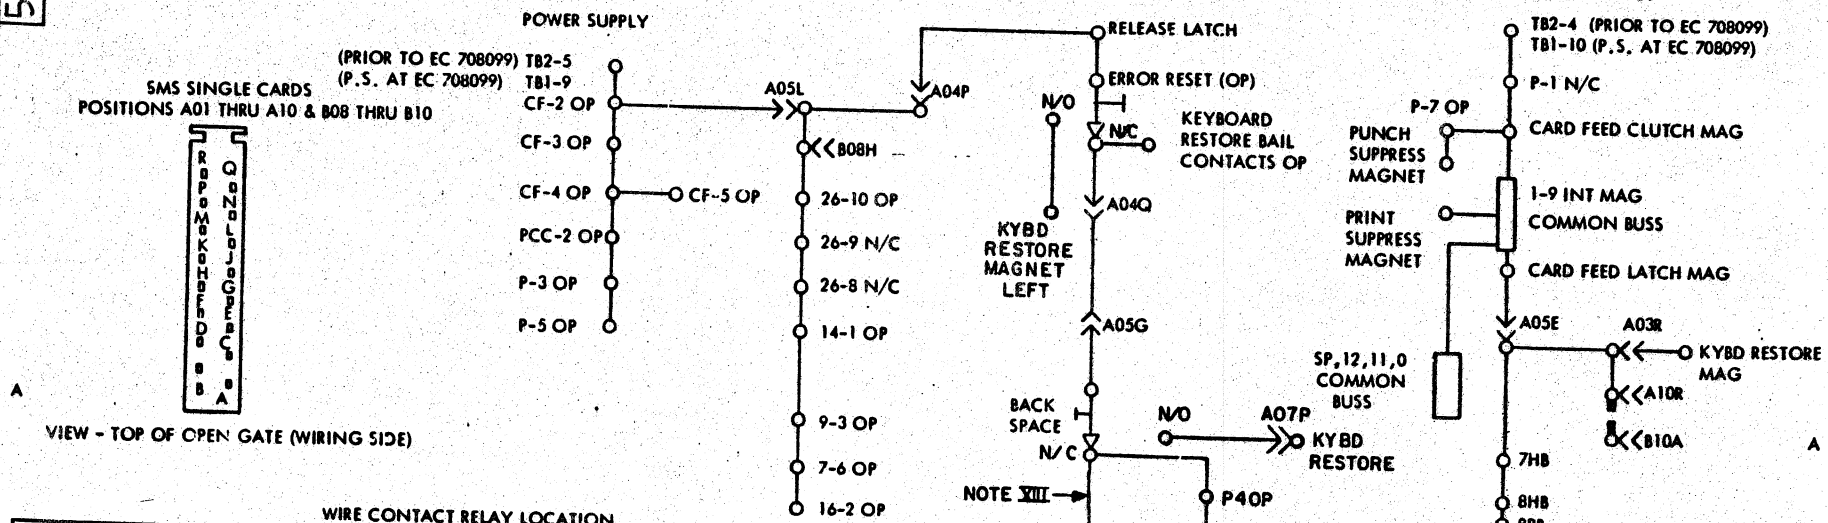 5
POWER SUPPLY
(PRIOR TO EC 708099) TB2-5
(P.S. AT EC 708099) TB1-9
SMS SINGLE CARDS
POSITIONS A01 THRU A10 & B08 THRU B10
R
P
M
K
H
F
D
B
B
Q
N
L
J
G
E
C
A
A
VIEW - TOP OF OPEN GATE (WIRING SIDE)
WIRE CONTACT RELAY LOCATION
CF-2 OP
CF-3 OP
CF-4 OP
CF-5 OP
PCC-2 OP
P-3 OP
P-5 OP
A05L
B08H
26-10 OP
26-9 N/C
26-8 N/C
14-1 OP
9-3 OP
7-6 OP
16-2 OP
A04P
RELEASE LATCH
ERROR RESET (OP)
N/O
N/C
KEYBOARD
RESTORE BAIL
CONTACTS OP
A04Q
KYBD
RESTORE
MAGNET
LEFT
A05G
BACK
SPACE
N/C
NOTE XIII
N/O
A07P
KYBD
RESTORE
P4OP
TB2-4 (PRIOR TO EC 708099)
TB1-10 (P.S. AT EC 708099)
P-1 N/C
P-7 OP
CARD FEED CLUTCH MAG
PUNCH
SUPPRESS
MAGNET
1-9 INT MAG
COMMON BUSS
PRINT
SUPPRESS
MAGNET
CARD FEED LATCH MAG
A05E
A03R
KYBD RESTORE
MAG
SP,12,11,0
COMMON
BUSS
A10R
B10A
7HB
8HB
A